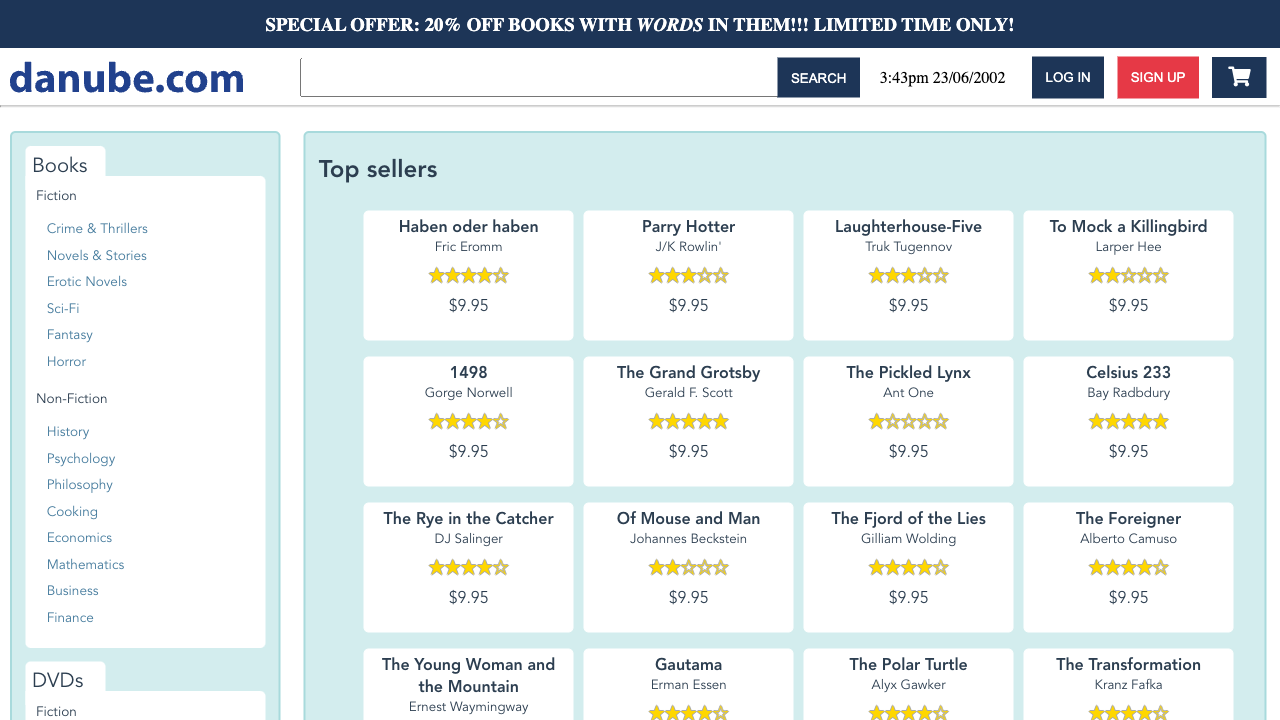 SPECIAL OFFER: 20% OFF BOOKS WITH WORDS IN THEM!!! LIMITED TIME ONLY!
danube.com
SEARCH
3:43pm 23/06/2002
LOG IN
SIGN UP
Books
Fiction
Crime & Thrillers
Novels & Stories
Erotic Novels
Sci-Fi
Fantasy
Horror
Non-Fiction
History
Psychology
Philosophy
Cooking
Economics
Mathematics
Business
Finance
DVDs
Fiction
Top sellers
Haben oder haben
Fric Eromm
$9.95
Parry Hotter
J/K Rowlin'
$9.95
Laughterhouse-Five
Truk Tugennov
$9.95
To Mock a Killingbird
Larper Hee
$9.95
1498
Gorge Norwell
$9.95
The Grand Grotsby
Gerald F. Scott
$9.95
The Pickled Lynx
Ant One
$9.95
Celsius 233
Bay Radbdury
$9.95
The Rye in the Catcher
DJ Salinger
$9.95
Of Mouse and Man
Johannes Beckstein
$9.95
The Fjord of the Lies
Gilliam Wolding
$9.95
The Foreigner
Alberto Camuso
$9.95
The Young Woman and
the Mountain
Ernest Waymingway
Gautama
Erman Essen
The Polar Turtle
Alyx Gawker
The Transformation
Kranz Fafka